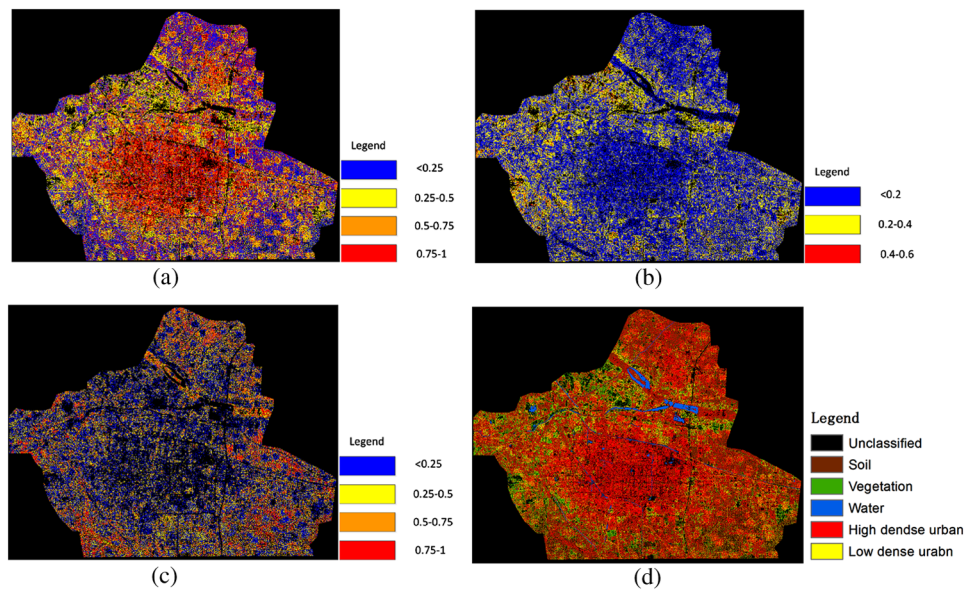 Legend
<0.25
0.25-0.5
0.5-0.75
0.75-1
(a)
Legend
<0.2
0.2-0.4
0.4-0.6
(b)
Legend
<0.25
0.25-0.5
0.5-0.75
0.75-1
(c)
Legend
Unclassified
Soil
Vegetation
Water
High dendse urban
Low dense urabn
(d)